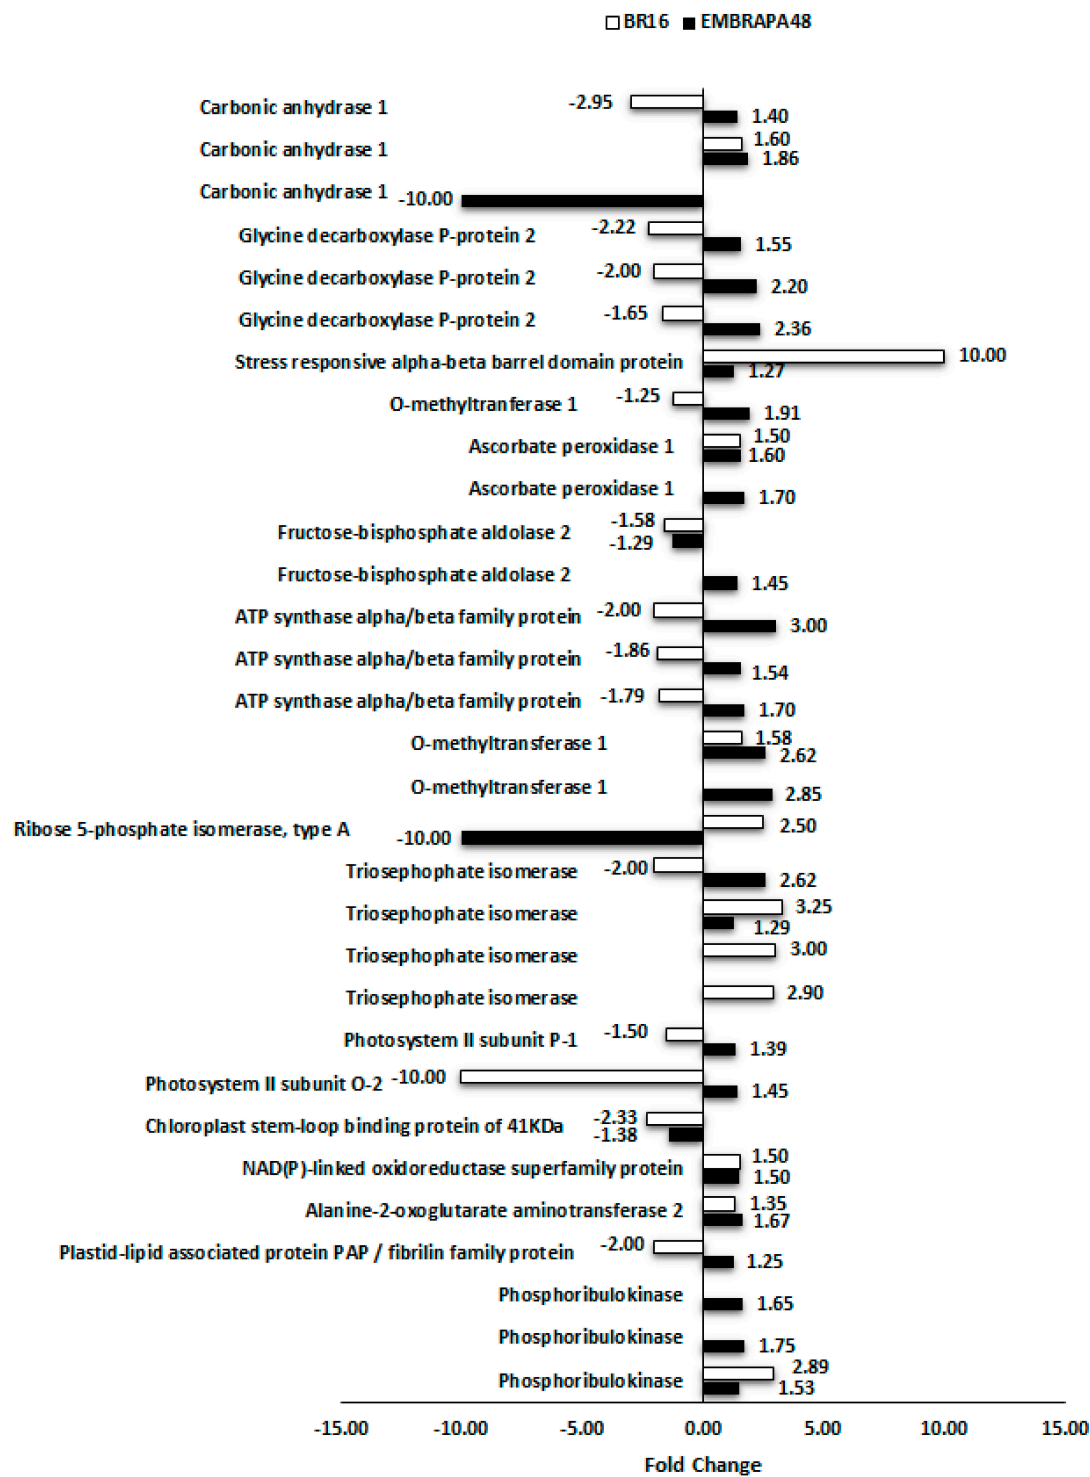 BR16 EMBRAPA48
-2.95
Carbonic anhydrase 1
1.40
1.60
Carbonic anhydrase 1
1.86
Carbonic anhydrase 1 -10.00
-2.22
Glycine decarboxylase P-protein 2
1.55
-2.00
Glycine decarboxylase P-protein 2
2.20
-1.65
Glycine decarboxylase P-protein 2
2.36
10.00
Stress responsive alpha-beta barrel domain protein
1.27
-1.25
O-methyltranferase 1
1.91
1.50
Ascorbate peroxidase 1
1.60
Ascorbate peroxidase 1
1.70
-1.58
Fructose-bisphosphate aldolase 2
-1.29
Fructose-bisphosphate aldolase 2
1.45
-2.00
ATP synthase alpha/beta family protein
3.00
-1.86
ATP synthase alpha/beta family protein
1.54
-1.79
ATP synthase alpha/beta family protein
1.70
1.58
O-methyltransferase 1
2.62
O-methyltransferase 1
2.85
2.50
Ribose 5-phosphate isomerase, type A
-10.00
-2.00
Triosephophate isomerase
2.62
3.25
Triosephophate isomerase
1.29
3.00
Triosephophate isomerase
2.90
Triosephophate isomerase
-1.50
Photosystem II subunit P-1
1.39
-10.00
Photosystem II subunit O-2
1.45
-2.33
Chloroplast stem-loop binding protein of 41KDa
-1.38
1.50
NAD(P)-linked oxidoreductase superfamily protein
1.50
1.35
Alanine-2-oxoglutarate aminotransferase 2
1.67
-2.00
Plastid-lipid associated protein PAP / fibrilin family protein
1.25
Phosphoribulokinase
1.65
Phosphoribulokinase
1.75
2.89
Phosphoribulokinase
1.53
-15.00 -10.00 -5.00 0.00 5.00 10.00 15.00
Fold Change